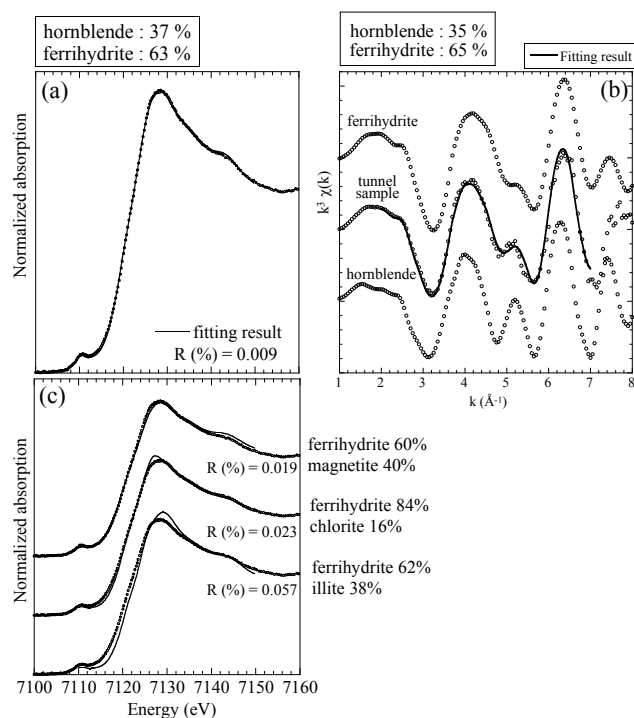 hornblende : 37 %
ferrihydrite : 63 %
(a)
Normalized absorption
fitting result
R (%) = 0.009
hornblende : 35 %
ferrihydrite : 65 %
Fitting result
(b)
ferrihydrite
tunnel
sample
hornblende
k³ χ(k)
1 2 3 4 5 6 7 8
k (Å⁻¹)
(c)
Normalized absorption
R (%) = 0.019
ferrihydrite 60%
magnetite 40%
R (%) = 0.023
ferrihydrite 84%
chlorite 16%
R (%) = 0.057
ferrihydrite 62%
illite 38%
7100 7110 7120 7130 7140 7150 7160
Energy (eV)